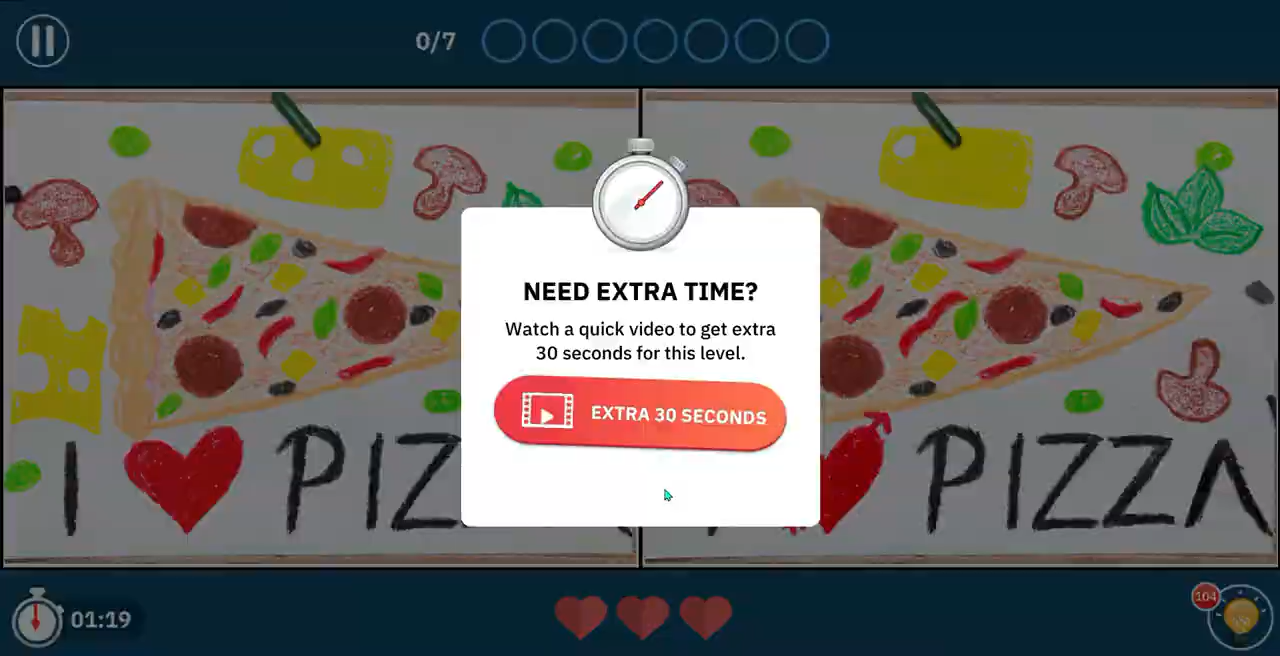 0/7
NEED EXTRA TIME?
Watch a quick video to get extra
30 seconds for this level.
EXTRA 30 SECONDS
I PIZ
PIZZA
01:19
104